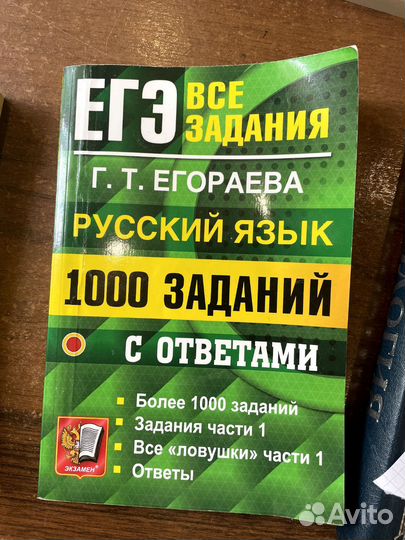 ЕГЭ ВСЕ ЗАДАНИЯ
Г. Т. ЕГОРАЕВА
РУССКИЙ ЯЗЫК
1000 ЗАДАНИЙ
С ОТВЕТАМИ
Более 1000 заданий
Задания части 1
Все «ловушки» части 1
Ответы
ЭКЗАМЕН®
Avito